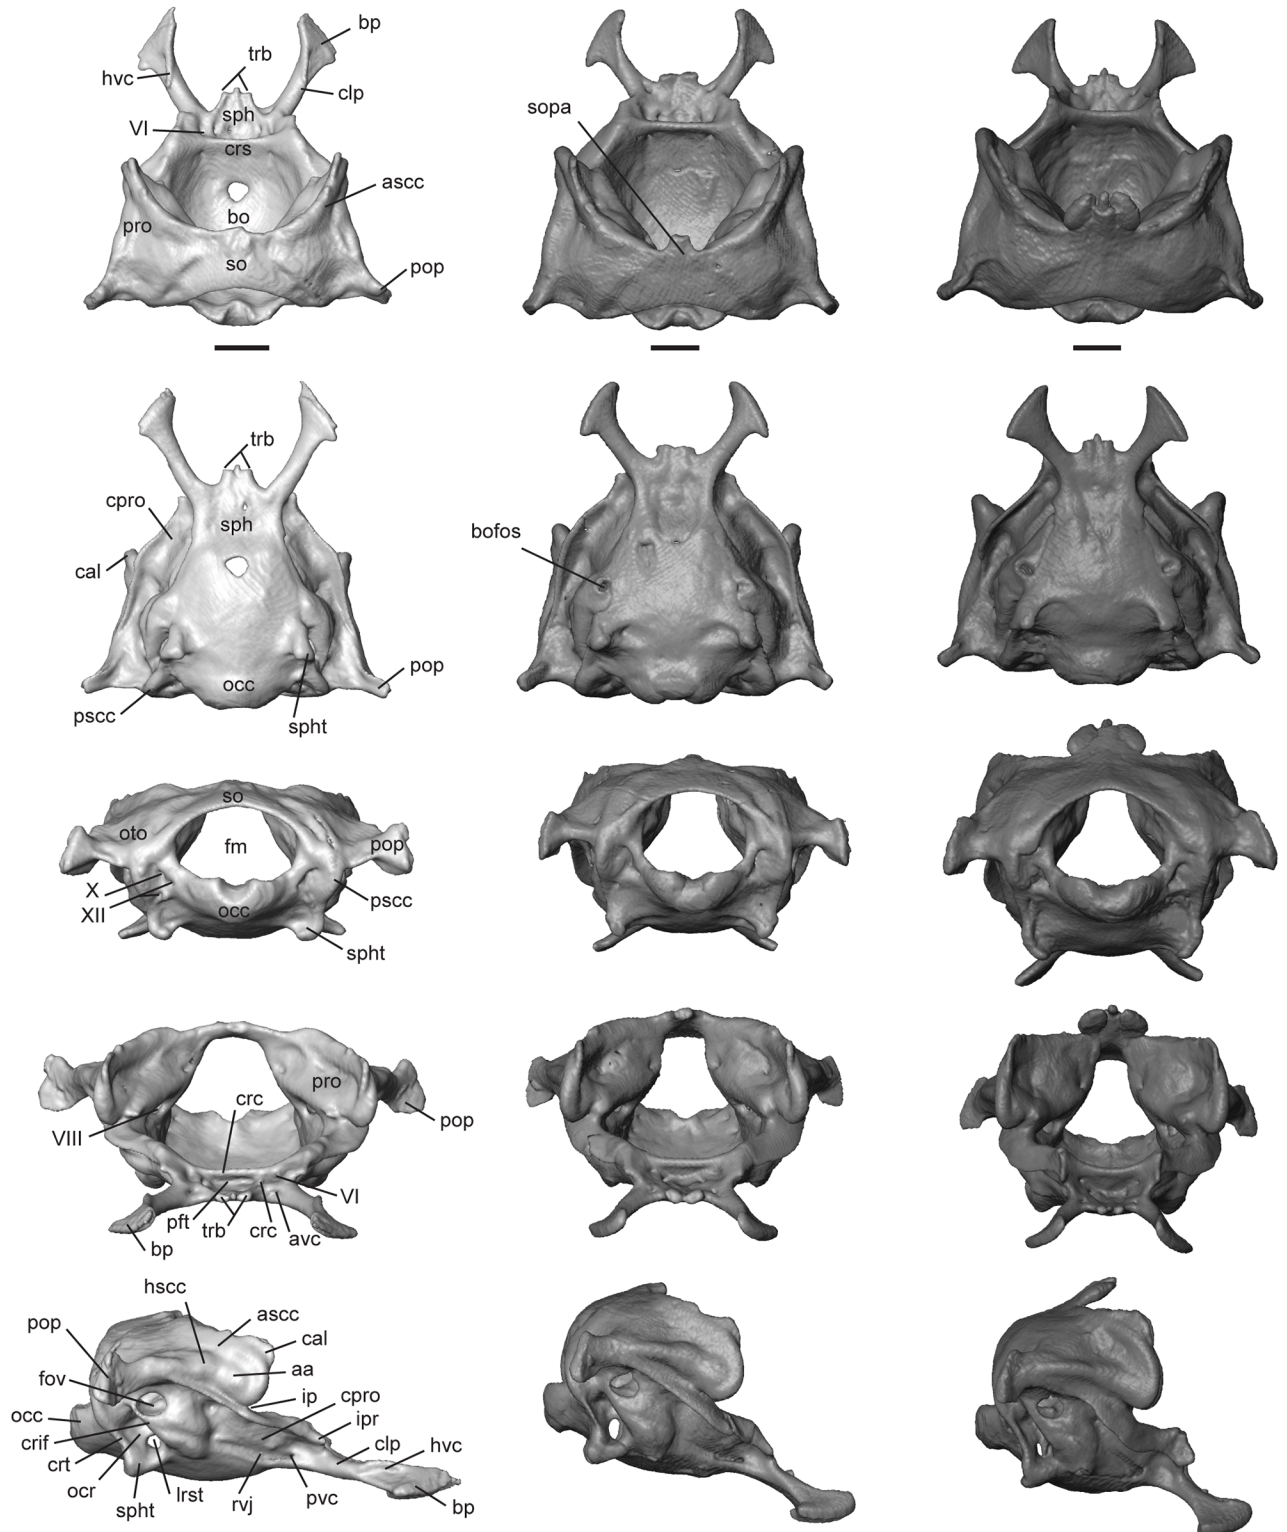 bp
trb
hvc
clp
sph
VI
crs
ascc
bo
pro
so
pop
sopa
trb
cpro
sph
cal
pop
occ
pscc
spht
bofos
so
oto
fm
pop
X
XII
occ
pscc
spht
pro
crc
VIII
pop
VI
pft
trb
crc
avc
bp
hscc
ascc
pop
cal
fov
aa
ip
cpro
occ
ipr
crif
clp
hvc
crt
ocr
lrst
rvj
pvc
spht
bp